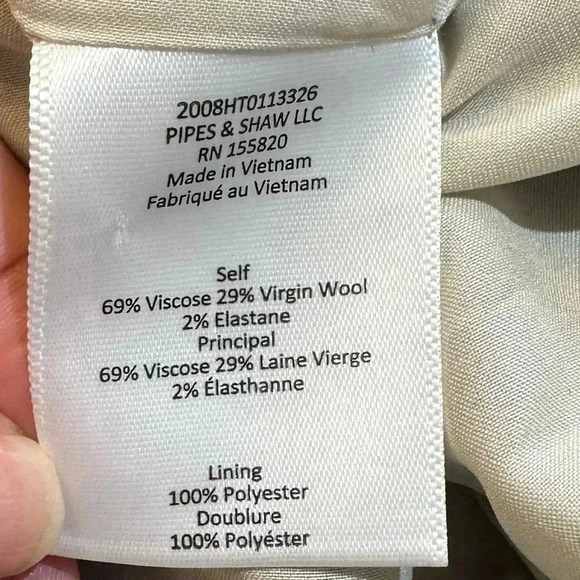 2008HT0113326
PIPES & SHAW LLC
RN 155820
Made in Vietnam
Fabriqué au Vietnam
Self
69% Viscose 29% Virgin Wool
2% Elastane
Principal
69% Viscose 29% Laine Vierge
2% Élasthanne
Lining
100% Polyester
Doublure
100% Polyéster